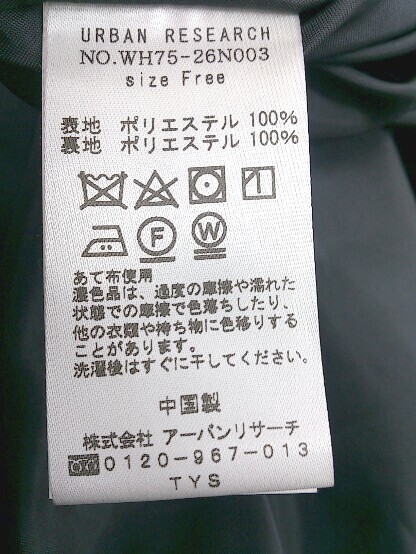 URBAN RESEARCH
NO.WH75-26N003
size Free
表地 ポリエステル 100%
裏地 ポリエステル 100%
F W
あて布使用
濃色品は、過度の摩擦や濡れた
状態での摩擦で色落ちしたり、
他の衣類や持ち物に色移りする
ことがあります。
洗濯後はすぐに干してください。
中国製
株式会社 アーバンリサーチ
0120-967-013
TYS